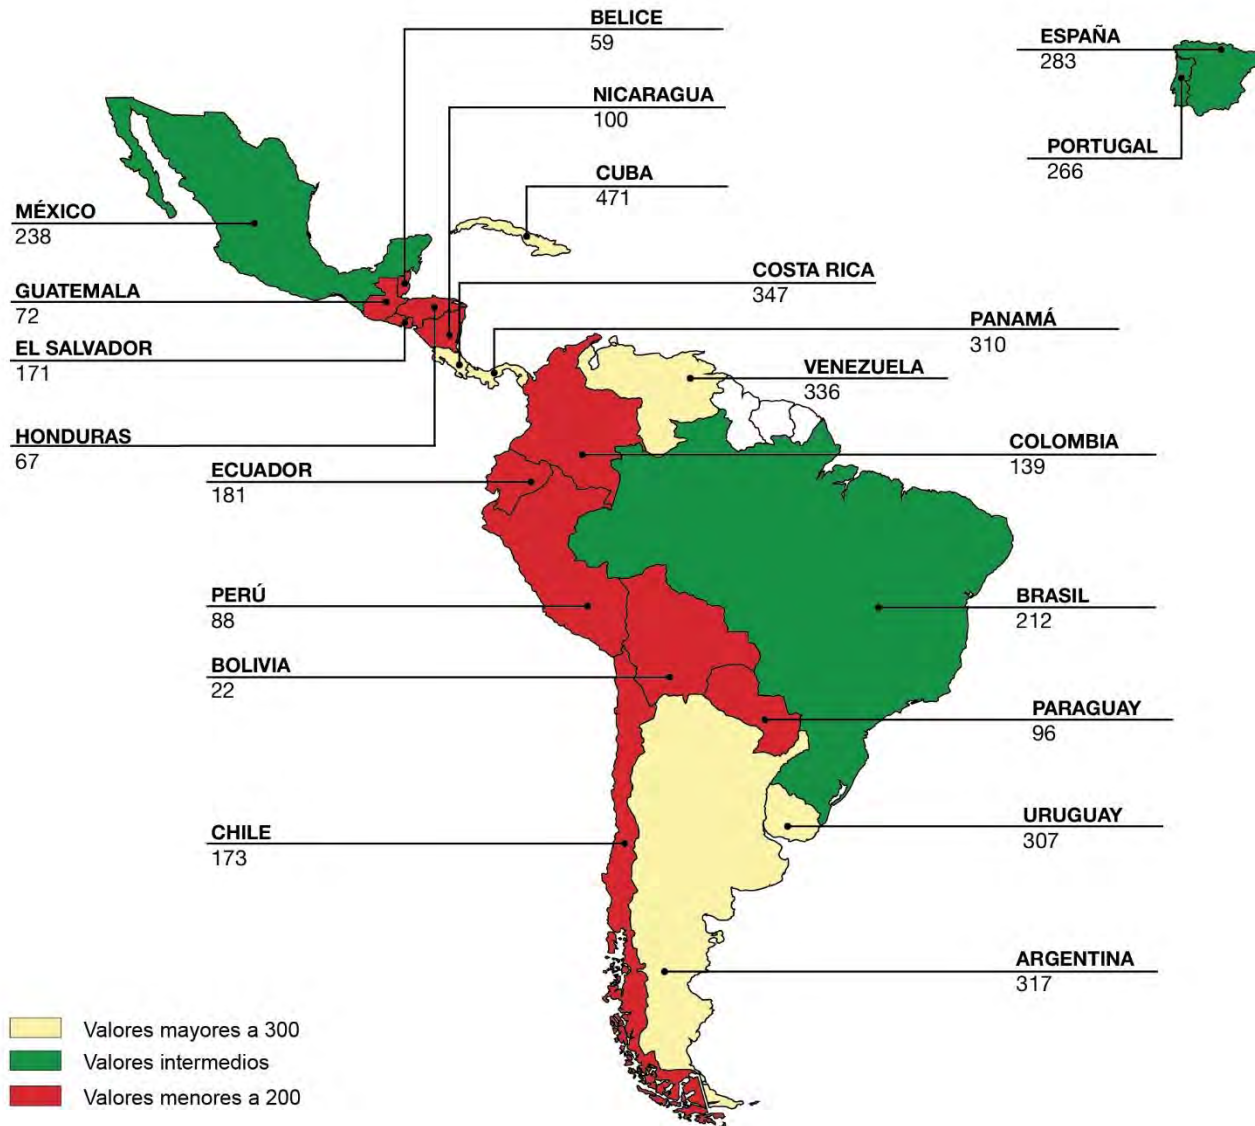 BELICE
59
ESPAÑA
283
NICARAGUA
100
PORTUGAL
266
CUBA
471
MÉXICO
238
COSTA RICA
347
GUATEMALA
72
PANAMÁ
310
EL SALVADOR
171
VENEZUELA
336
HONDURAS
67
COLOMBIA
139
ECUADOR
181
PERÚ
88
BRASIL
212
BOLIVIA
22
PARAGUAY
96
CHILE
173
URUGUAY
307
ARGENTINA
317
Valores mayores a 300
Valores intermedios
Valores menores a 200